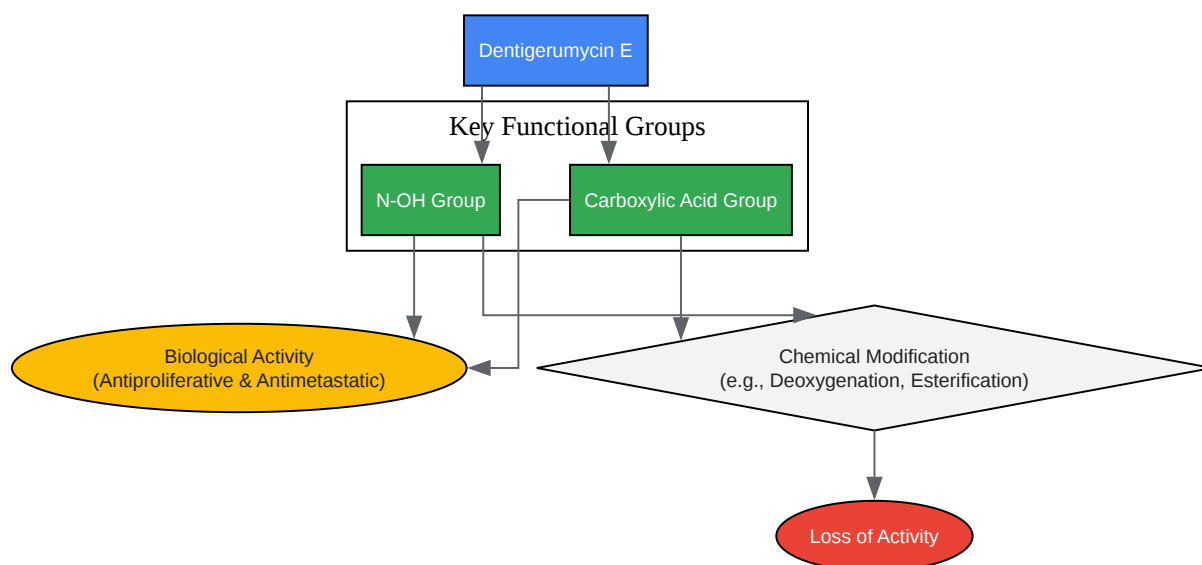 Dentigerumycin E
Key Functional Groups
N-OH Group
Carboxylic Acid Group
Biological Activity
(Antiproliferative & Antimetastatic)
Chemical Modification
(e.g., Deoxygenation, Esterification)
Loss of Activity